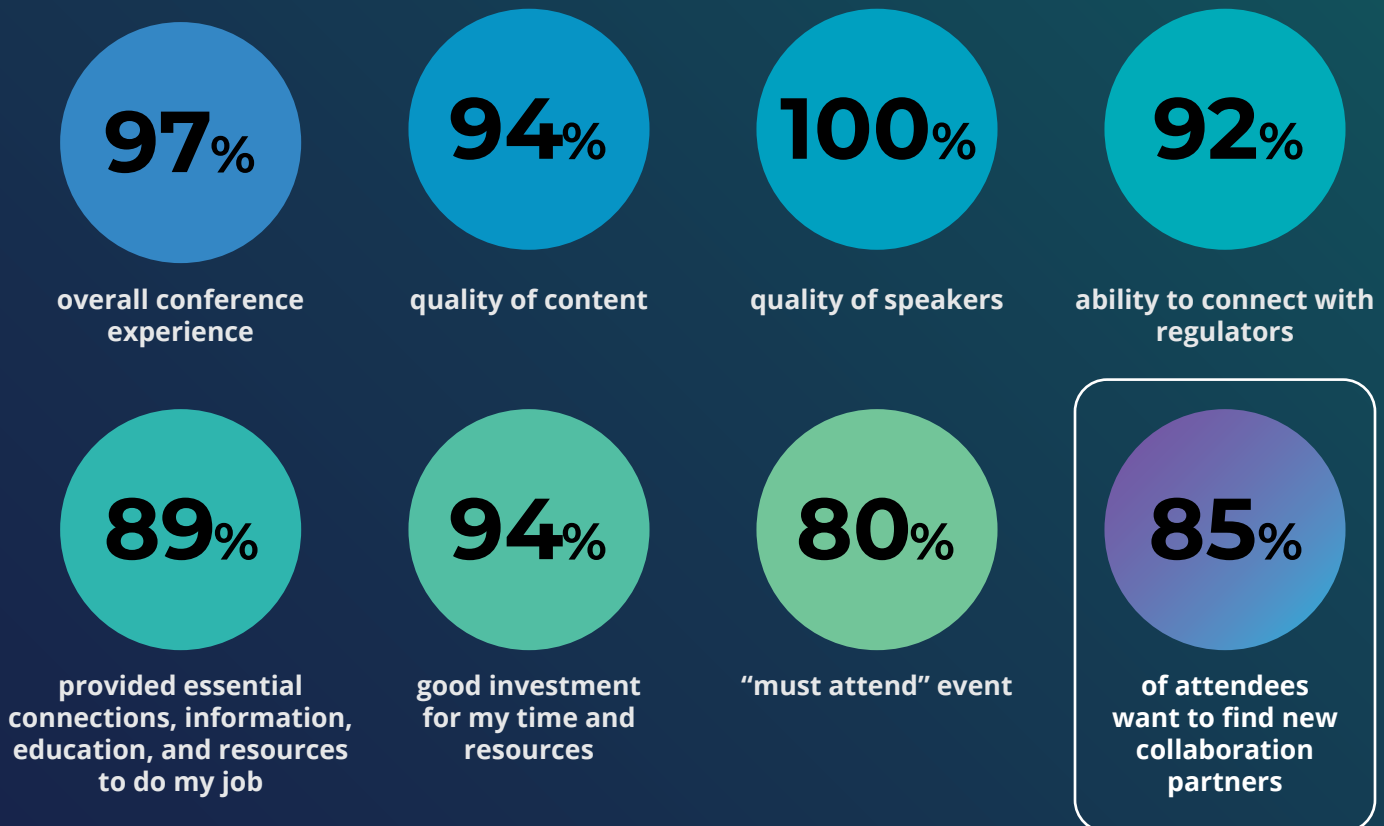 97%
overall conference
experience
94%
quality of content
100%
quality of speakers
92%
ability to connect with
regulators
89%
provided essential
connections, information,
education, and resources
to do my job
94%
good investment
for my time and
resources
80%
“must attend” event
85%
of attendees
want to find new
collaboration
partners